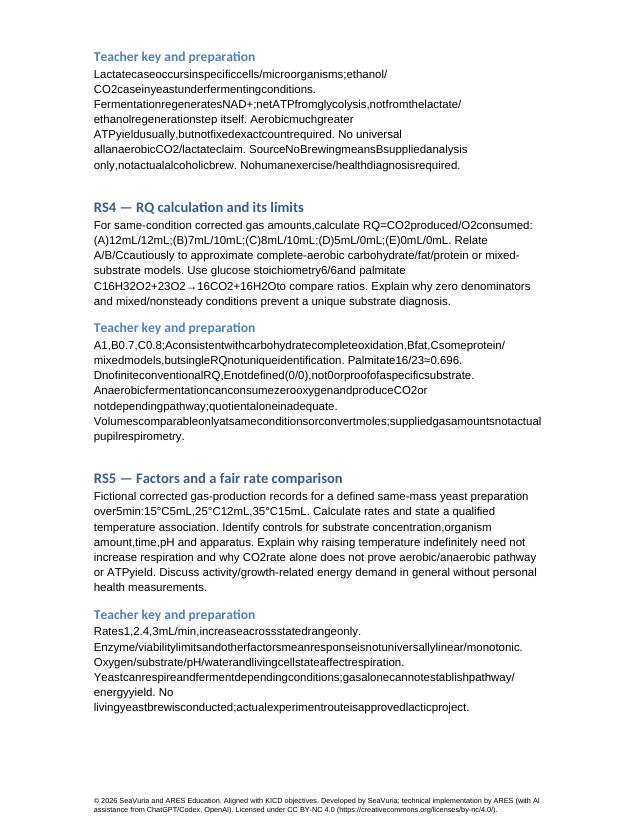 Teacher key and preparation
Lactatecaseoccursinspecificcells/microorganisms;ethanol/
CO2caseinyeastunderfermentingconditions.
FermentationregeneratesNAD+;netATPfromglycolysis,notfromthelactate/
ethanolregenerationstep itself. Aerobicmuchgreater
ATPyieldusually,butnotfixedexactcountrequired. No universal
allanaerobicCO2/lactateclaim. SourceNoBrewingmeansBsuppliedanalysis
only,notactualalcoholicbrew. Nohumanexercise/healthdiagnosisrequired.
RS4 — RQ calculation and its limits
For same-condition corrected gas amounts,calculate RQ=CO2produced/O2consumed:
(A)12mL/12mL;(B)7mL/10mL;(C)8mL/10mL;(D)5mL/0mL;(E)0mL/0mL. Relate
A/B/Ccautiously to approximate complete-aerobic carbohydrate/fat/protein or mixed-
substrate models. Use glucose stoichiometry6/6and palmitate
C16H32O2+23O2→16CO2+16H2Oto compare ratios. Explain why zero denominators
and mixed/nonsteady conditions prevent a unique substrate diagnosis.
Teacher key and preparation
A1,B0.7,C0.8;Aconsistentwithcarbohydratecompleteoxidation,Bfat,Csomeprotein/
mixedmodels,butsingleRQnotuniqueidentification. Palmitate16/23≈0.696.
DnofiniteconventionalRQ,Enotdefined(0/0),not0orproofofaspecificsubstrate.
AnaerobicfermentationcanconsumezerooxygenandproduceCO2or
notdependingpathway;quotientaloneinadequate.
Volumescomparableonlyatsameconditionsorconvertmoles;suppliedgasamountsnotactual
pupilrespirometry.
RS5 — Factors and a fair rate comparison
Fictional corrected gas-production records for a defined same-mass yeast preparation
over5min:15°C5mL,25°C12mL,35°C15mL. Calculate rates and state a qualified
temperature association. Identify controls for substrate concentration,organism
amount,time,pH and apparatus. Explain why raising temperature indefinitely need not
increase respiration and why CO2rate alone does not prove aerobic/anaerobic pathway
or ATPyield. Discuss activity/growth-related energy demand in general without personal
health measurements.
Teacher key and preparation
Rates1,2.4,3mL/min,increaseacrossstatedrangeonly.
Enzyme/viabilitylimitsandotherfactorsmeanresponseisnotuniversallylinear/monotonic.
Oxygen/substrate/pH/waterandlivingcellstateaffectrespiration.
Yeastcanrespireandfermentdependingconditions;gasalonecannotestablishpathway/
energyyield. No
livingyeastbrewisconducted;actualexperimentrouteisapprovedlacticproject.
© 2026 SeaVuria and ARES Education. Aligned with KICD objectives. Developed by SeaVuria; technical implementation by ARES (with AI
assistance from ChatGPT/Codex, OpenAI). Licensed under CC BY-NC 4.0 (https://creativecommons.org/licenses/by-nc/4.0/).